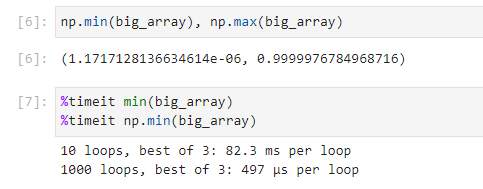 [6]: np.min(big_array), np.max(big_array)
[6]: (1.1717128136634614e-06, 0.9999976784968716)
[7]: %timeit min(big_array)
%timeit np.min(big_array)
10 loops, best of 3: 82.3 ms per loop
1000 loops, best of 3: 497 µs per loop